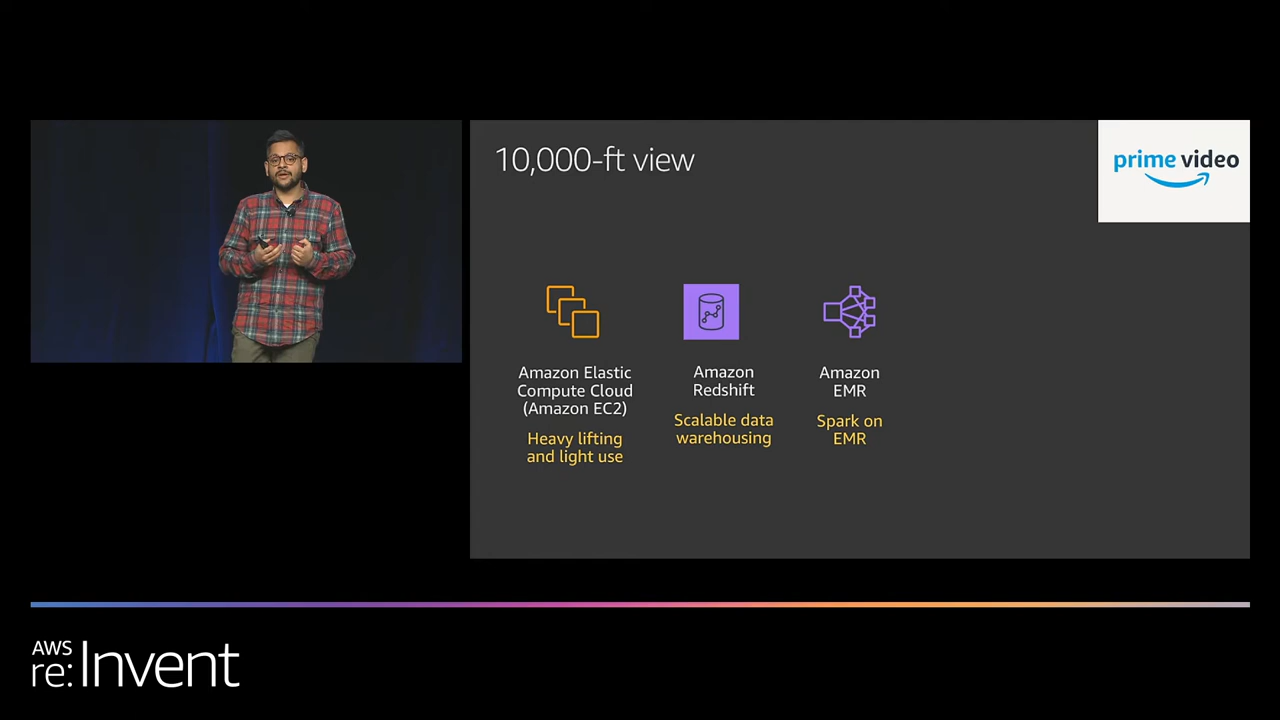 10,000-ft view
prime video
Amazon Elastic
Compute Cloud
(Amazon EC2)
Heavy lifting
and light use
Amazon
Redshift
Scalable data
warehousing
Amazon
EMR
Spark on
EMR
AWS
re:Invent